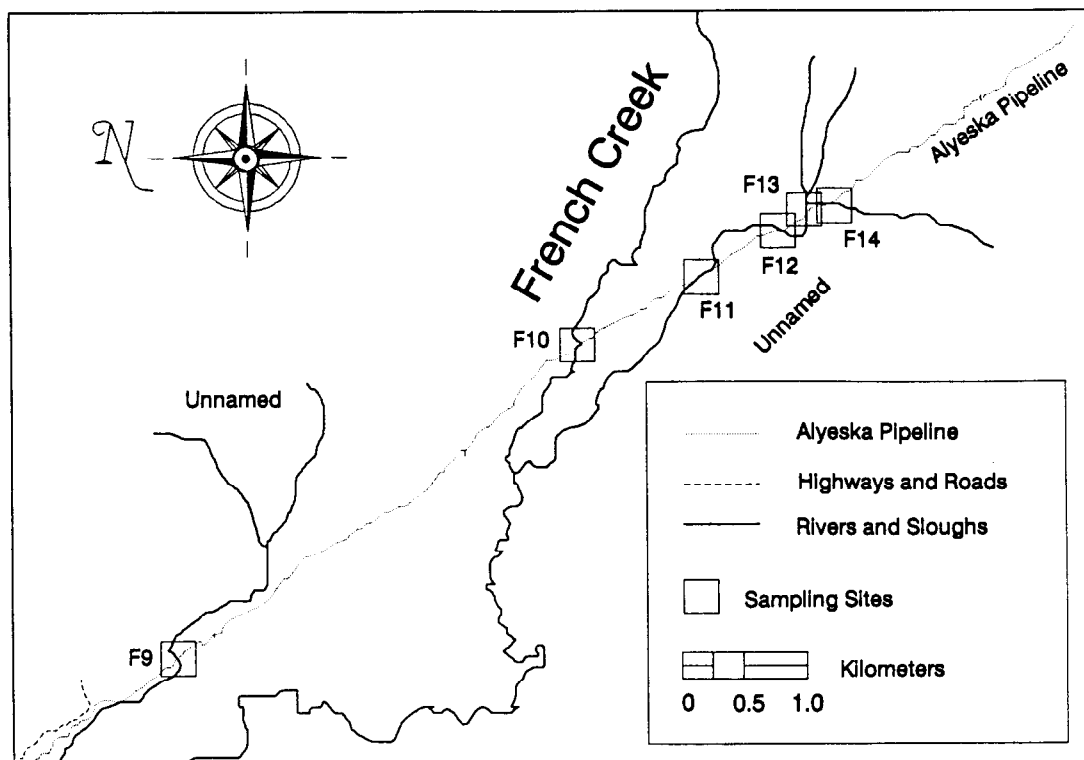 N
French Creek
Alyeska Pipeline
F13
F14
F12
F11
Unnamed
F10
Unnamed
F9
Alyeska Pipeline
Highways and Roads
Rivers and Sloughs
Sampling Sites
Kilometers
0 0.5 1.0